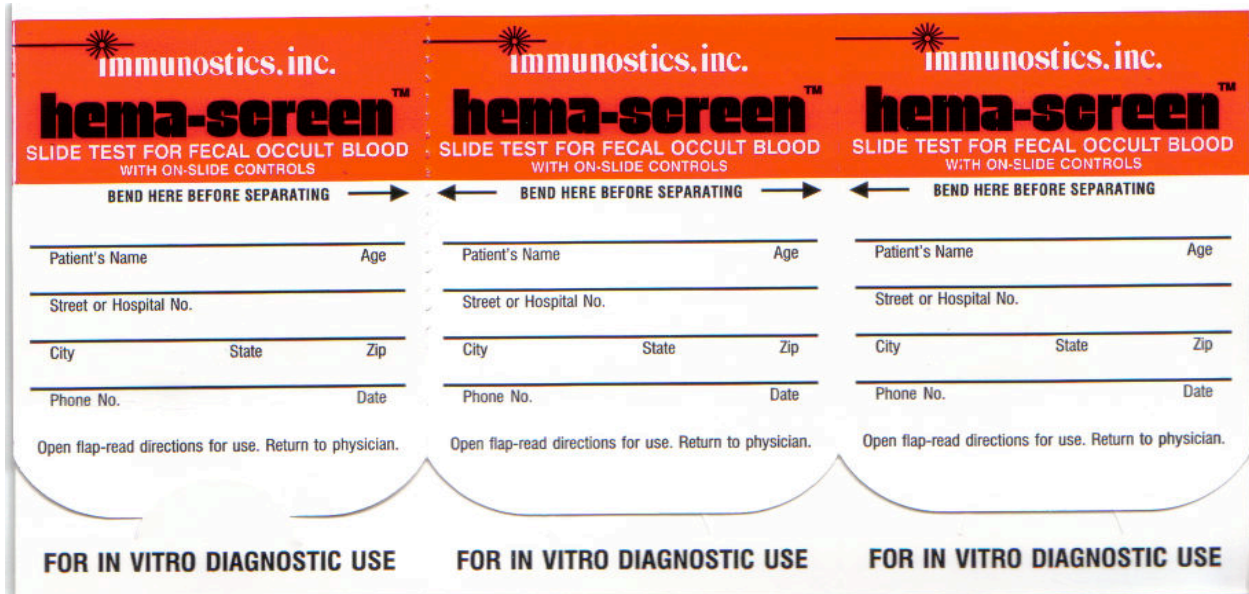 immunostics, inc.
hema-screen™
SLIDE TEST FOR FECAL OCCULT BLOOD
WITH ON-SLIDE CONTROLS
BEND HERE BEFORE SEPARATING
Patient's Name Age
Street or Hospital No.
City State Zip
Phone No. Date
Open flap-read directions for use. Return to physician.
FOR IN VITRO DIAGNOSTIC USE
immunostics, inc.
hema-screen™
SLIDE TEST FOR FECAL OCCULT BLOOD
WITH ON-SLIDE CONTROLS
BEND HERE BEFORE SEPARATING
Patient's Name Age
Street or Hospital No.
City State Zip
Phone No. Date
Open flap-read directions for use. Return to physician.
FOR IN VITRO DIAGNOSTIC USE
immunostics, inc.
hema-screen™
SLIDE TEST FOR FECAL OCCULT BLOOD
WITH ON-SLIDE CONTROLS
BEND HERE BEFORE SEPARATING
Patient's Name Age
Street or Hospital No.
City State Zip
Phone No. Date
Open flap-read directions for use. Return to physician.
FOR IN VITRO DIAGNOSTIC USE